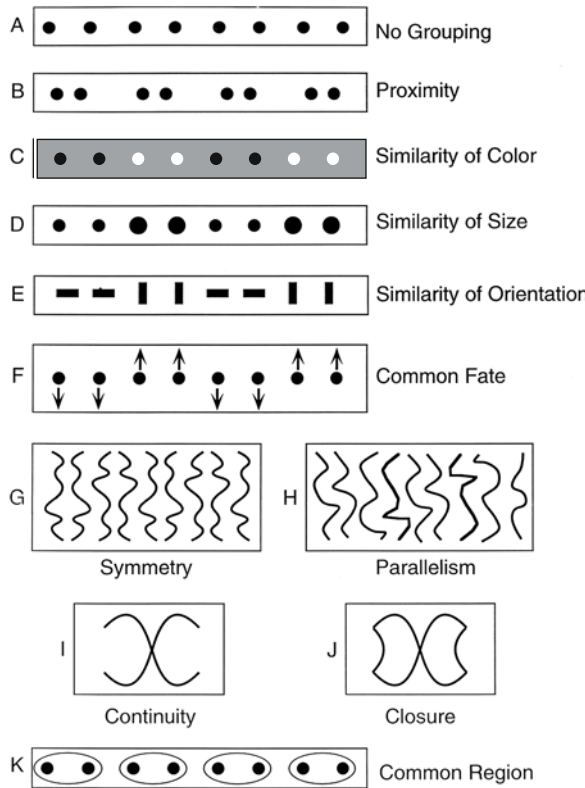 A No Grouping
B Proximity
C Similarity of Color
D Similarity of Size
E Similarity of Orientation
F Common Fate
G H
Symmetry Parallelism
I J
Continuity Closure
K Common Region